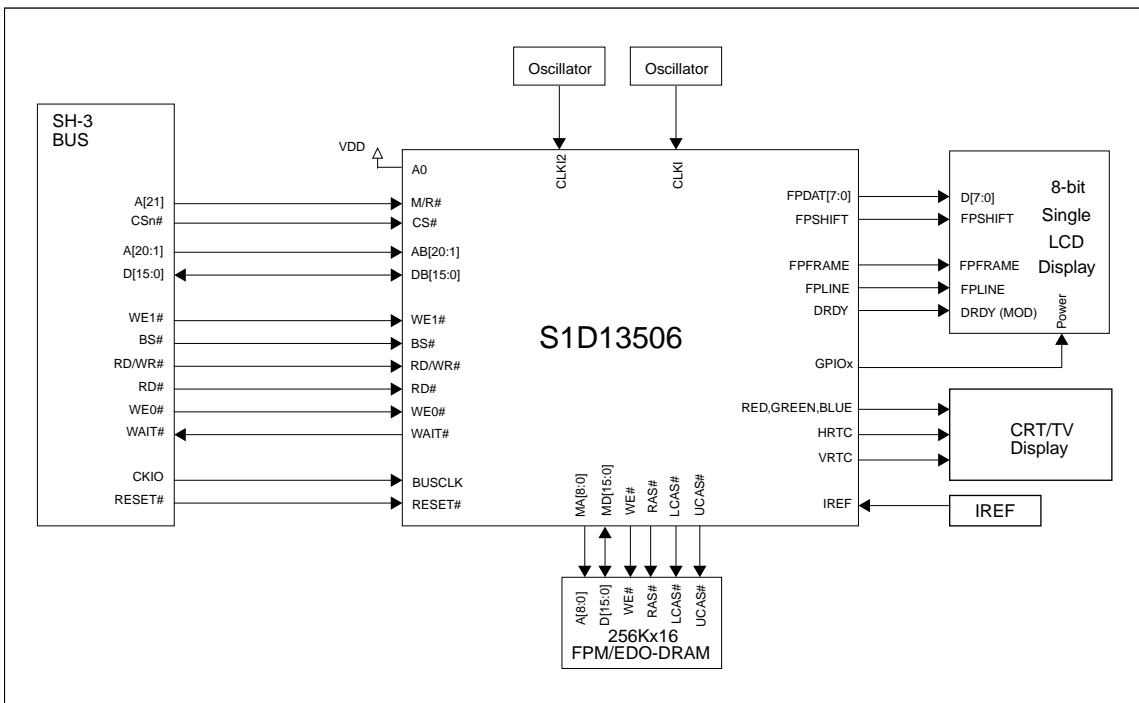 Oscillator
Oscillator
SH-3
BUS
VDD
A0
CLKI2
CLKI
A[21]
M/R#
CSn#
CS#
A[20:1]
AB[20:1]
D[15:0]
DB[15:0]
WE1#
WE1#
BS#
BS#
RD/WR#
RD/WR#
RD#
RD#
WE0#
WE0#
WAIT#
WAIT#
CKIO
BUSCLK
RESET#
RESET#
S1D13506
FPDAT[7:0]
D[7:0]
FPSHIFT
FPSHIFT
FPFRAME
FPFRAME
FPLINE
FPLINE
DRDY
DRDY (MOD)
8-bit
Single
LCD
Display
Power
GPIOx
RED,GREEN,BLUE
HRTC
VRTC
CRT/TV
Display
IREF
IREF
MA[8:0]
MD[15:0]
WE#
RAS#
LCAS#
UCAS#
A[8:0]
D[15:0]
WE#
RAS#
LCAS#
UCAS#
256Kx16
FPM/EDO-DRAM